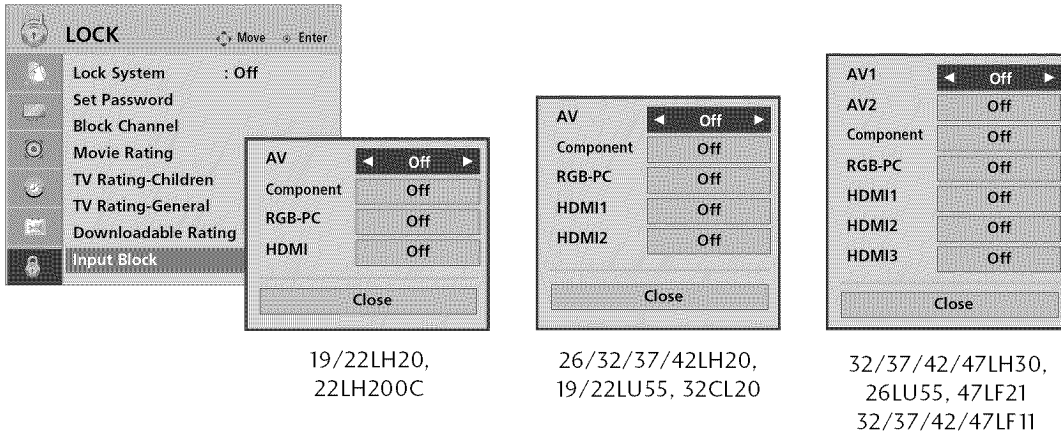 LOCK
Move Enter
Lock System : Off
Set Password
Block Channel
Movie Rating
TV Rating-Children
TV Rating-General
Downloadable Rating
Input Block
AV Off
Component Off
RGB-PC Off
HDMI Off
Close
19/22LH20,
22LH200C
AV Off
Component Off
RGB-PC Off
HDMI1 Off
HDMI2 Off
Close
26/32/37/42LH20,
19/22LU55, 32CL20
AV1 Off
AV2 Off
Component Off
RGB-PC Off
HDMI1 Off
HDMI2 Off
HDMI3 Off
Close
32/37/42/47LH30,
26LU55, 47LF21
32/37/42/47LF11